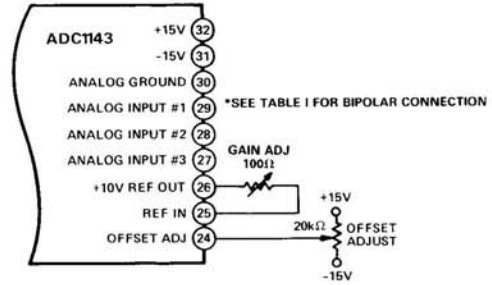 ADC1143
+15V 32
-15V 31
ANALOG GROUND 30
ANALOG INPUT #1 29 *SEE TABLE I FOR BIPOLAR CONNECTION
ANALOG INPUT #2 28
ANALOG INPUT #3 27
GAIN ADJ
100Ω
+10V REF OUT 26
REF IN 25
OFFSET ADJ 24
+15V
20kΩ OFFSET
ADJUST
-15V